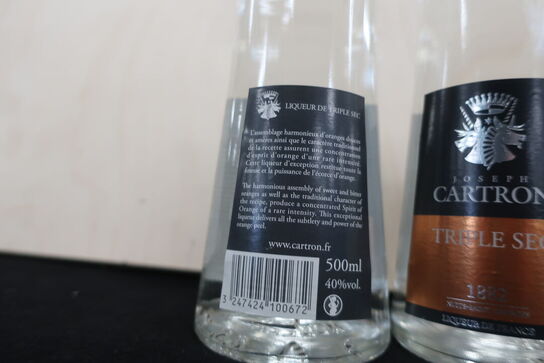 LIQUEUR DE TRIPLE SEC
L'assemblage harmonieux d'oranges douces
et amères ainsi que le caractère traditionnel
de la recette assurent une concentration
d'esprit d'orange d'une rare intensité.
Cette liqueur d'exception restitue toute la
finesse et la puissance de l'écorce d'orange.
The harmonious assembly of sweet and bitter
oranges as well as the traditional character of
the recipe, produce a concentrated Spirit of
Orange of a rare intensity. This exceptional
liqueur delivers all the subtlety and power of the
orange peel.
www.cartron.fr
500ml
40%vol.
3 247424 100672
JOSEPH
CARTRON
TRIPLE SEC
1882
LIQUEUR DE FRANCE